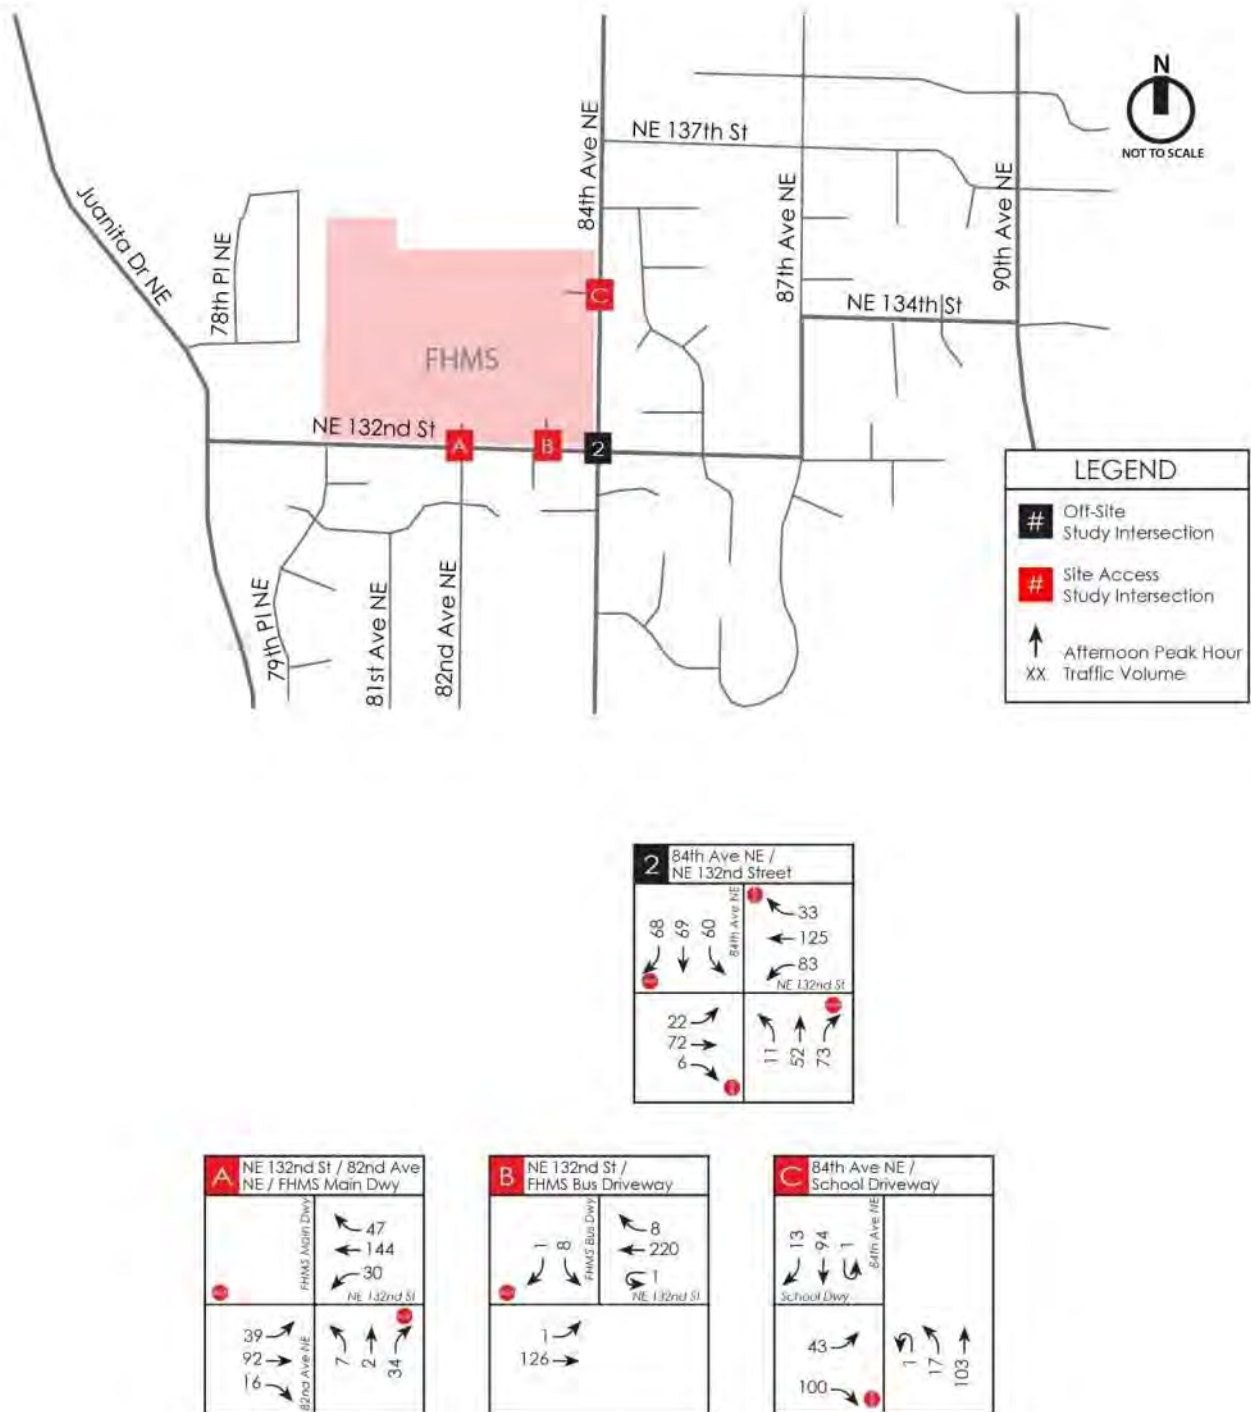 N
NOT TO SCALE
Juanita Dr NE
78th Pl NE
84th Ave NE
NE 137th St
87th Ave NE
90th Ave NE
NE 134th St
C
FHMS
NE 132nd St
A
B
2
79th Pl NE
81st Ave NE
82nd Ave NE
LEGEND
# Off-Site
Study Intersection
# Site Access
Study Intersection
Afternoon Peak Hour
XX Traffic Volume
2 84th Ave NE /
NE 132nd Street
68 69 60
84th Ave NE
33
125
83
NE 132nd St
22
72
6
11 52 73
A NE 132nd St / 82nd Ave
NE / FHMS Main Dwy
FHMS Main Dwy
47
144
30
NE 132nd St
39
92
16
82nd Ave NE
7 2 34
B NE 132nd St /
FHMS Bus Driveway
1 8
FHMS Bus Dwy
8
220
1
NE 132nd St
1
126
C 84th Ave NE /
School Driveway
13 94 1
84th Ave NE
School Dwy
43
100
1 17 103